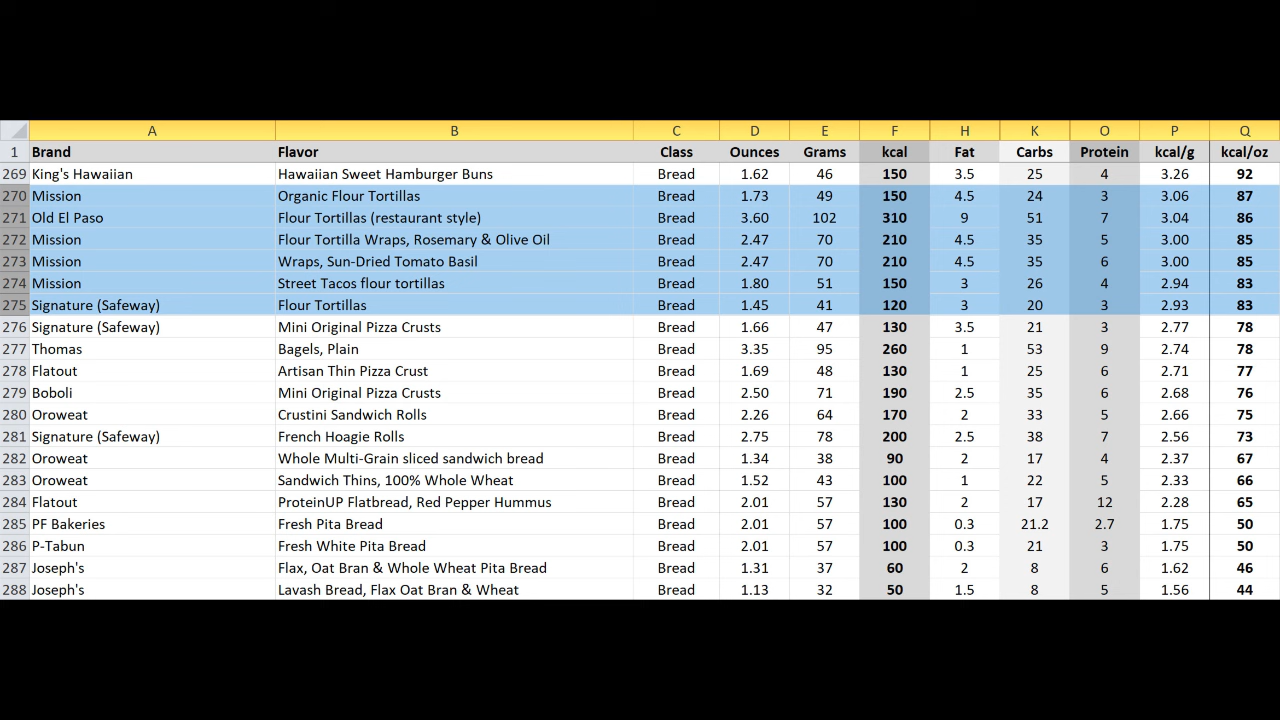 A B C D E F H K O P Q
1 Brand Flavor Class Ounces Grams kcal Fat Carbs Protein kcal/g kcal/oz
269 King's Hawaiian Hawaiian Sweet Hamburger Buns Bread 1.62 46 150 3.5 25 4 3.26 92
270 Mission Organic Flour Tortillas Bread 1.73 49 150 4.5 24 3 3.06 87
271 Old El Paso Flour Tortillas (restaurant style) Bread 3.60 102 310 9 51 7 3.04 86
272 Mission Flour Tortilla Wraps, Rosemary & Olive Oil Bread 2.47 70 210 4.5 35 5 3.00 85
273 Mission Wraps, Sun-Dried Tomato Basil Bread 2.47 70 210 4.5 35 6 3.00 85
274 Mission Street Tacos flour tortillas Bread 1.80 51 150 3 26 4 2.94 83
275 Signature (Safeway) Flour Tortillas Bread 1.45 41 120 3 20 3 2.93 83
276 Signature (Safeway) Mini Original Pizza Crusts Bread 1.66 47 130 3.5 21 3 2.77 78
277 Thomas Bagels, Plain Bread 3.35 95 260 1 53 9 2.74 78
278 Flatout Artisan Thin Pizza Crust Bread 1.69 48 130 1 25 6 2.71 77
279 Boboli Mini Original Pizza Crusts Bread 2.50 71 190 2.5 35 6 2.68 76
280 Oroweat Crustini Sandwich Rolls Bread 2.26 64 170 2 33 5 2.66 75
281 Signature (Safeway) French Hoagie Rolls Bread 2.75 78 200 2.5 38 7 2.56 73
282 Oroweat Whole Multi-Grain sliced sandwich bread Bread 1.34 38 90 2 17 4 2.37 67
283 Oroweat Sandwich Thins, 100% Whole Wheat Bread 1.52 43 100 1 22 5 2.33 66
284 Flatout ProteinUP Flatbread, Red Pepper Hummus Bread 2.01 57 130 2 17 12 2.28 65
285 PF Bakeries Fresh Pita Bread Bread 2.01 57 100 0.3 21.2 2.7 1.75 50
286 P-Tabun Fresh White Pita Bread Bread 2.01 57 100 0.3 21 3 1.75 50
287 Joseph's Flax, Oat Bran & Whole Wheat Pita Bread Bread 1.31 37 60 2 8 6 1.62 46
288 Joseph's Lavash Bread, Flax Oat Bran & Wheat Bread 1.13 32 50 1.5 8 5 1.56 44